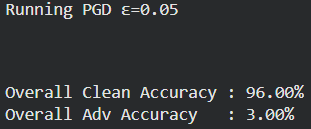 Running PGD ε=0.05
Overall Clean Accuracy : 96.00%
Overall Adv Accuracy   : 3.00%